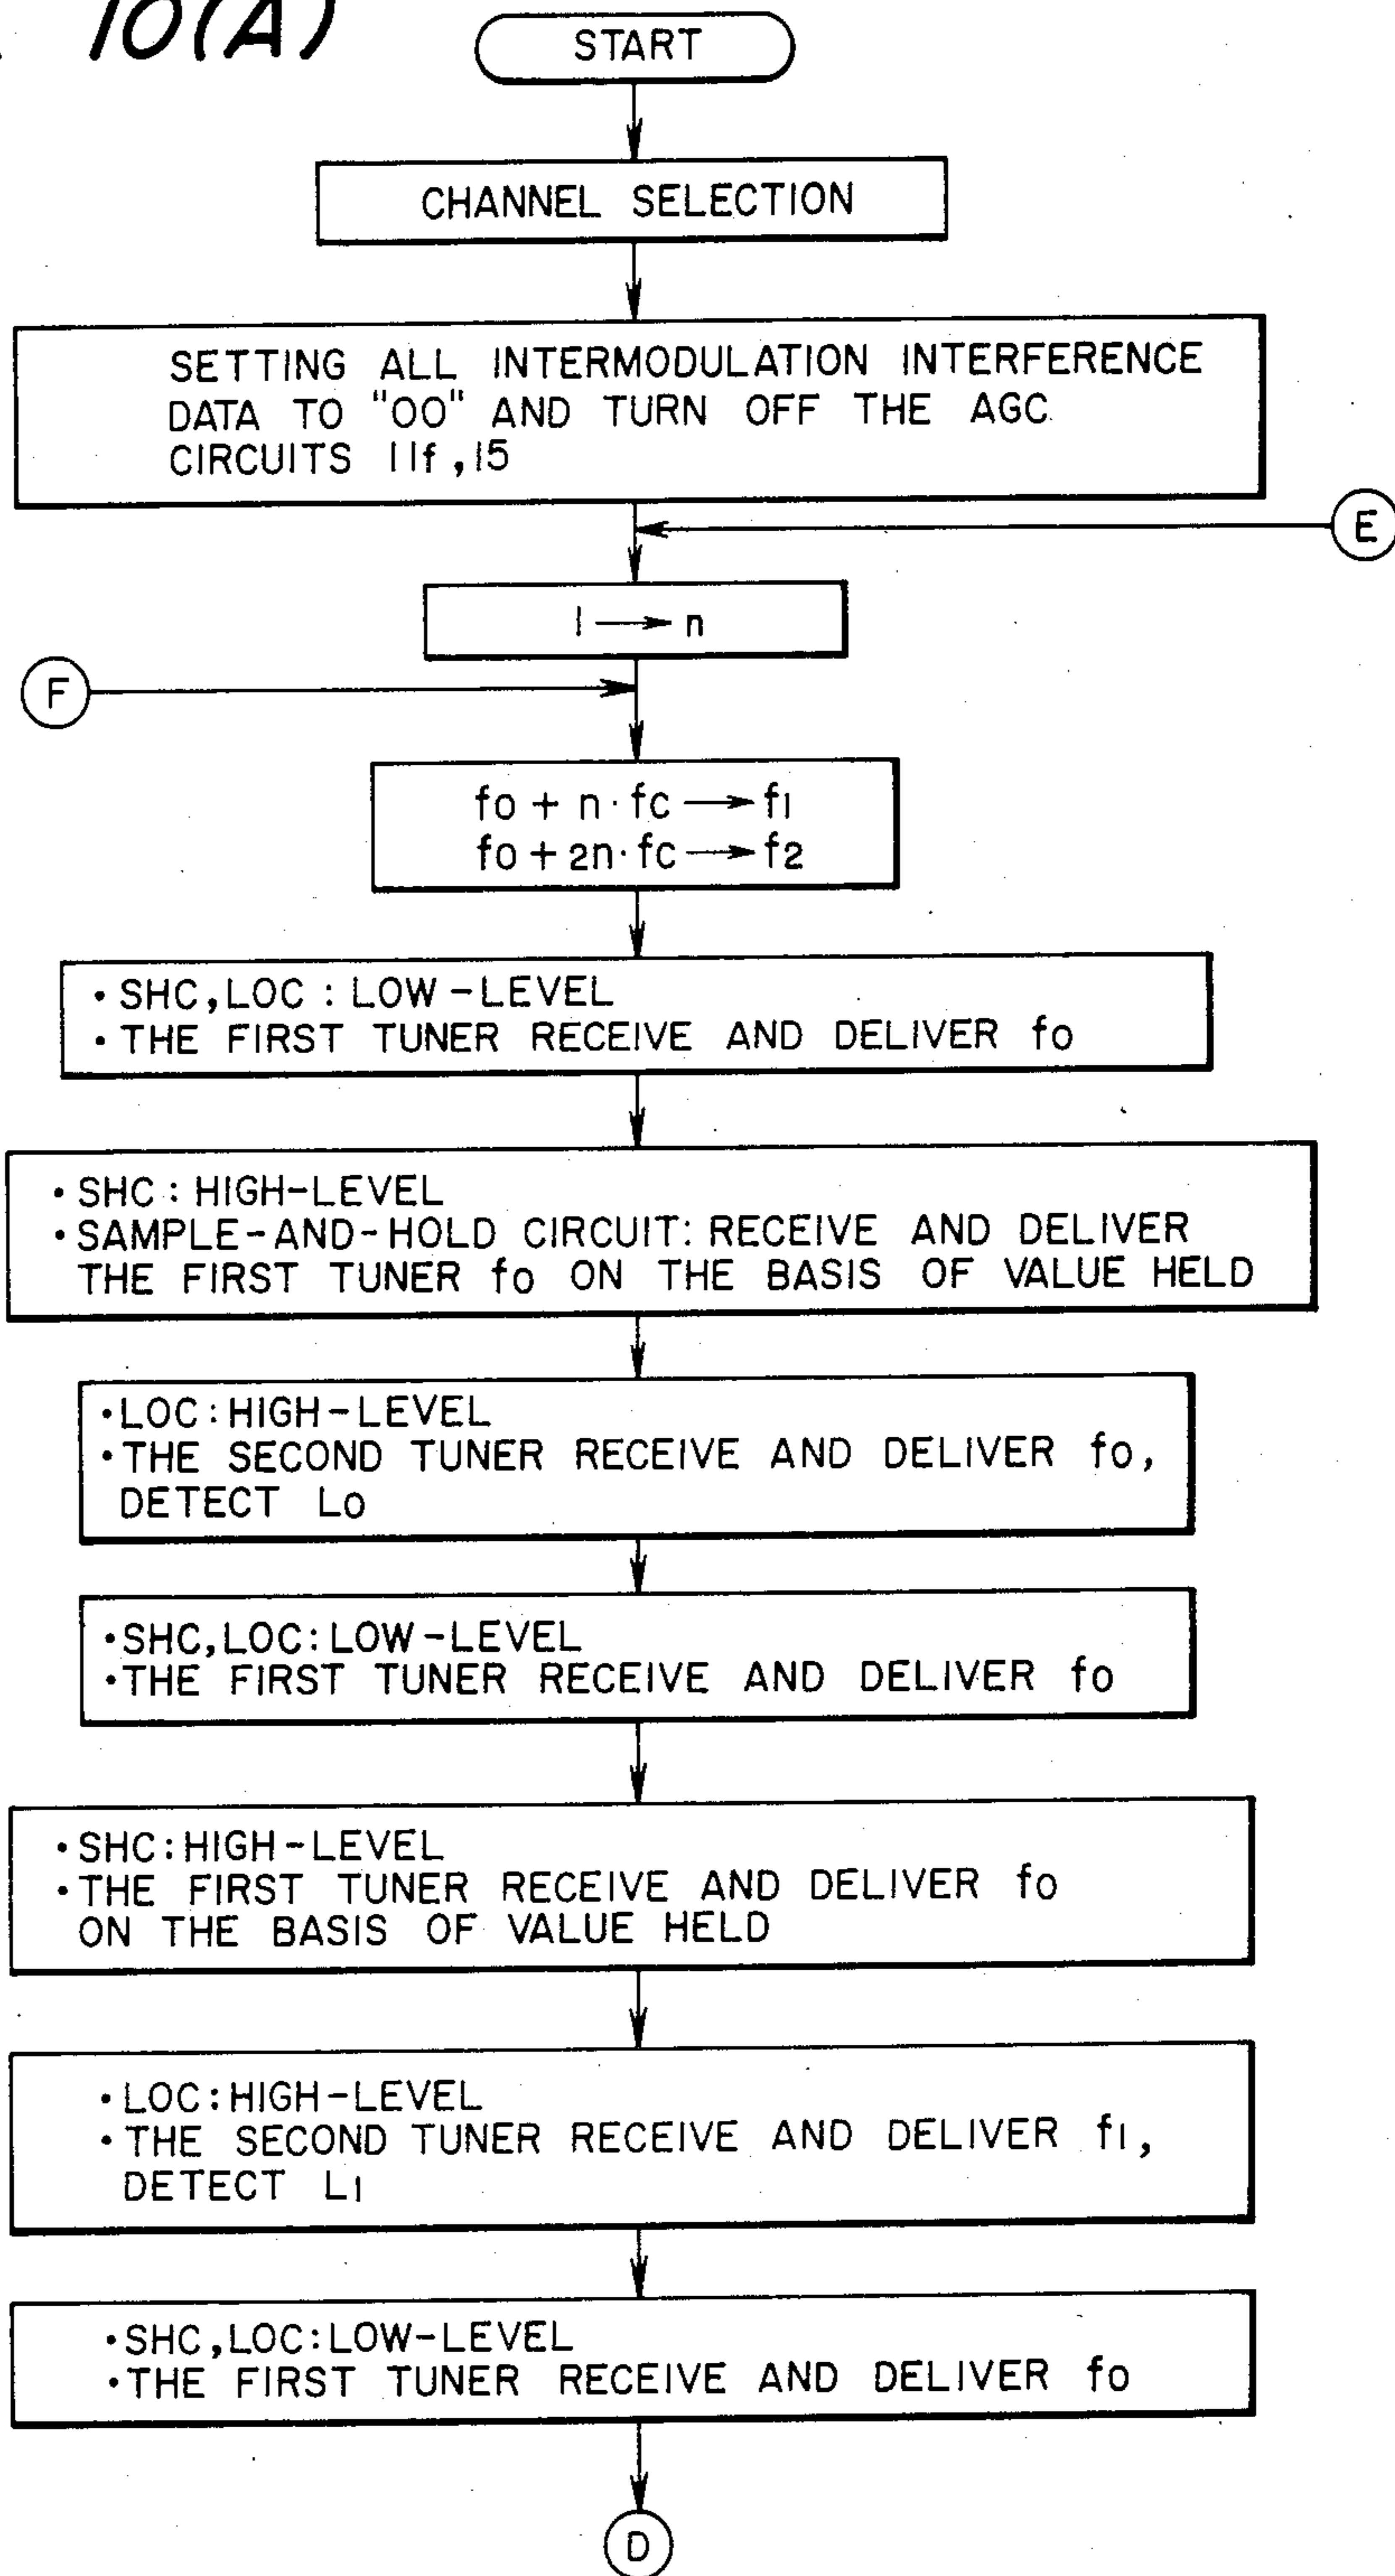 10(A)
START
CHANNEL SELECTION
SETTING ALL INTERMODULATION INTERFERENCE
DATA TO "00" AND TURN OFF THE AGC
CIRCUITS 11f, 15
E
1 → n
F
fo + n·fc → f1
fo + 2n·fc → f2
• SHC, LOC : LOW-LEVEL
• THE FIRST TUNER RECEIVE AND DELIVER fo
• SHC : HIGH-LEVEL
• SAMPLE-AND-HOLD CIRCUIT: RECEIVE AND DELIVER
THE FIRST TUNER fo ON THE BASIS OF VALUE HELD
• LOC : HIGH-LEVEL
• THE SECOND TUNER RECEIVE AND DELIVER fo,
DETECT Lo
• SHC, LOC: LOW-LEVEL
• THE FIRST TUNER RECEIVE AND DELIVER fo
• SHC: HIGH-LEVEL
• THE FIRST TUNER RECEIVE AND DELIVER fo
ON THE BASIS OF VALUE HELD
• LOC: HIGH-LEVEL
• THE SECOND TUNER RECEIVE AND DELIVER f1,
DETECT L1
• SHC, LOC: LOW-LEVEL
• THE FIRST TUNER RECEIVE AND DELIVER fo
D